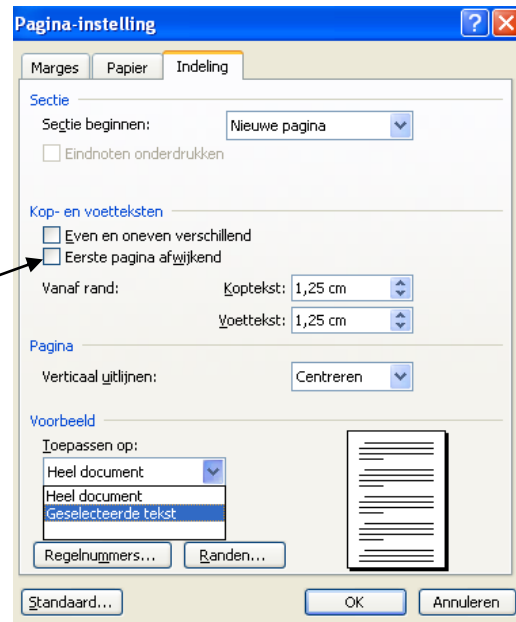 Pagina-instelling
Marges Papier Indeling
Sectie
Sectie beginnen: Nieuwe pagina
Eindnoten onderdrukken
Kop- en voetteksten
Even en oneven verschillend
Eerste pagina afwijkend
Vanaf rand: Koptekst: 1,25 cm
Voettekst: 1,25 cm
Pagina
Verticaal uitlijnen: Centreren
Voorbeeld
Toepassen op:
Heel document
Heel document
Geselecteerde tekst
Regelnummers... Randen...
Standaard... OK Annuleren